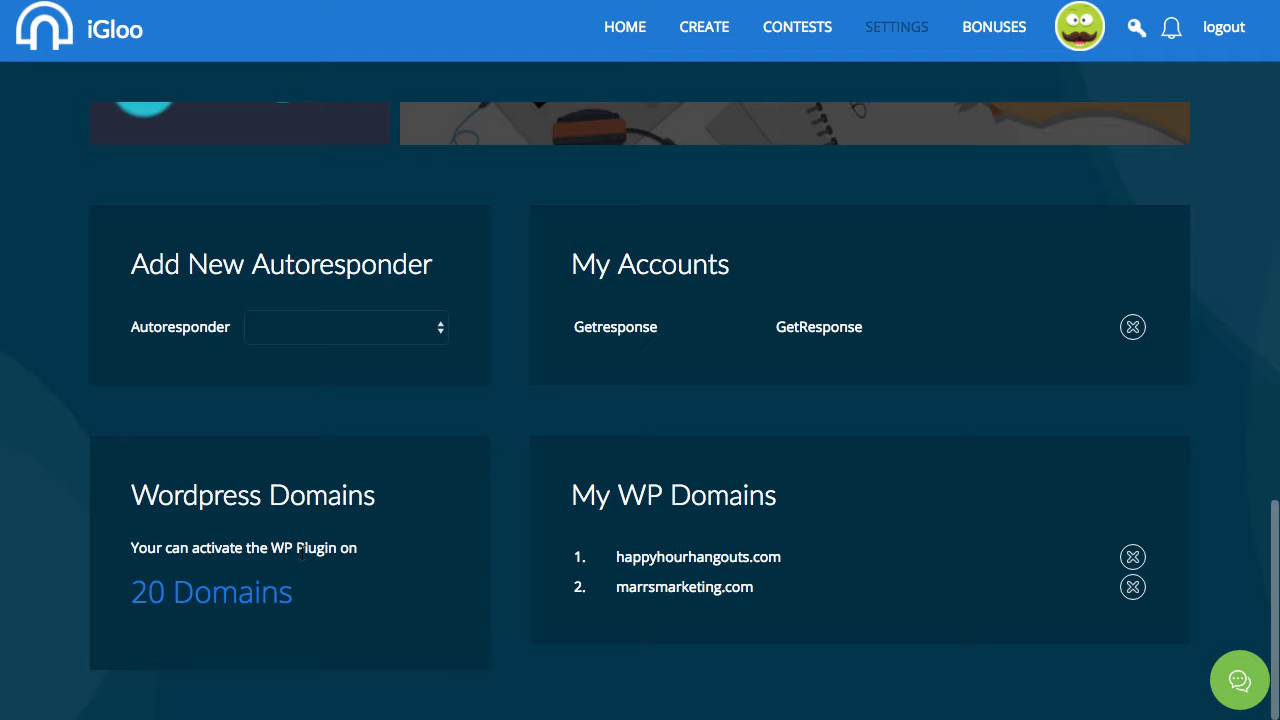 iGloo
HOME CREATE CONTESTS SETTINGS BONUSES logout
Add New Autoresponder
Autoresponder
My Accounts
Getresponse GetResponse
Wordpress Domains
Your can activate the WP Plugin on
20 Domains
My WP Domains
1. happyhourhangouts.com
2. marrsmarketing.com